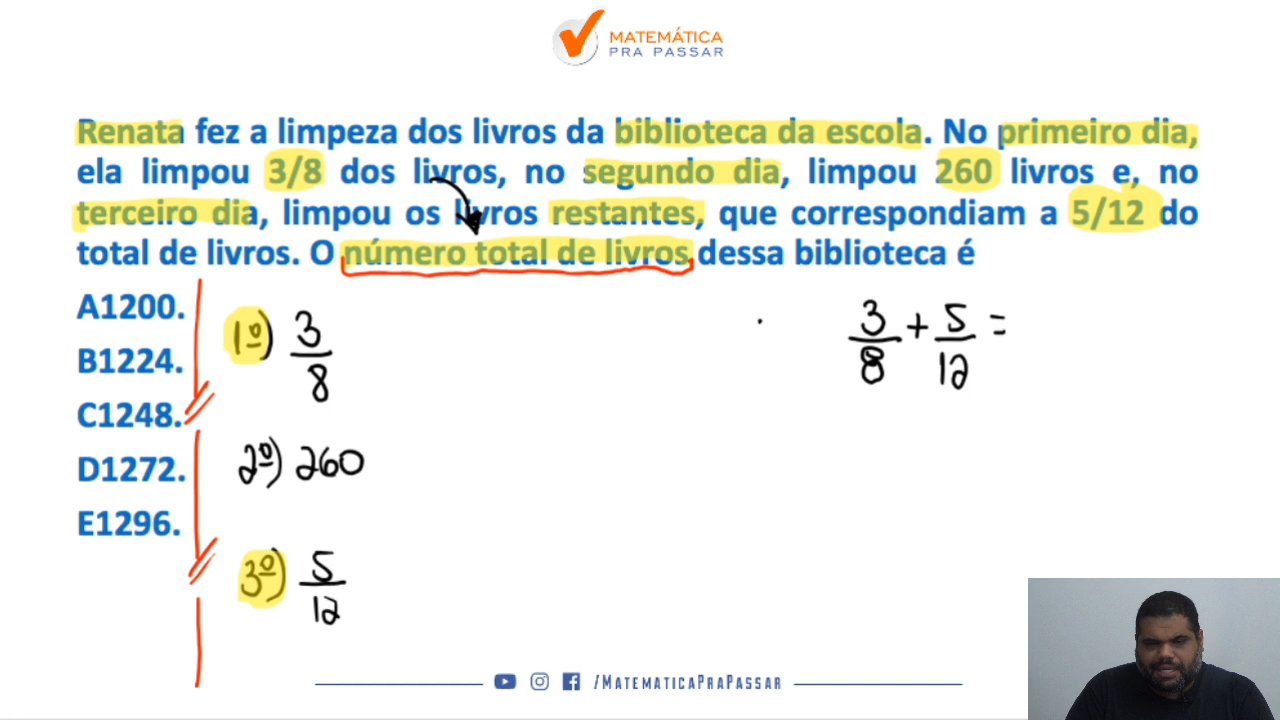 MATEMÁTICA
PRA PASSAR
Renata fez a limpeza dos livros da biblioteca da escola. No primeiro dia,
ela limpou 3/8 dos livros, no segundo dia, limpou 260 livros e, no
terceiro dia, limpou os livros restantes, que correspondiam a 5/12 do
total de livros. O número total de livros dessa biblioteca é
A1200.
B1224.
C1248.
D1272.
E1296.
1º) 3/8
2º) 260
3º) 5/12
3/8 + 5/12 =
/MATEMATICAPRAPASSAR